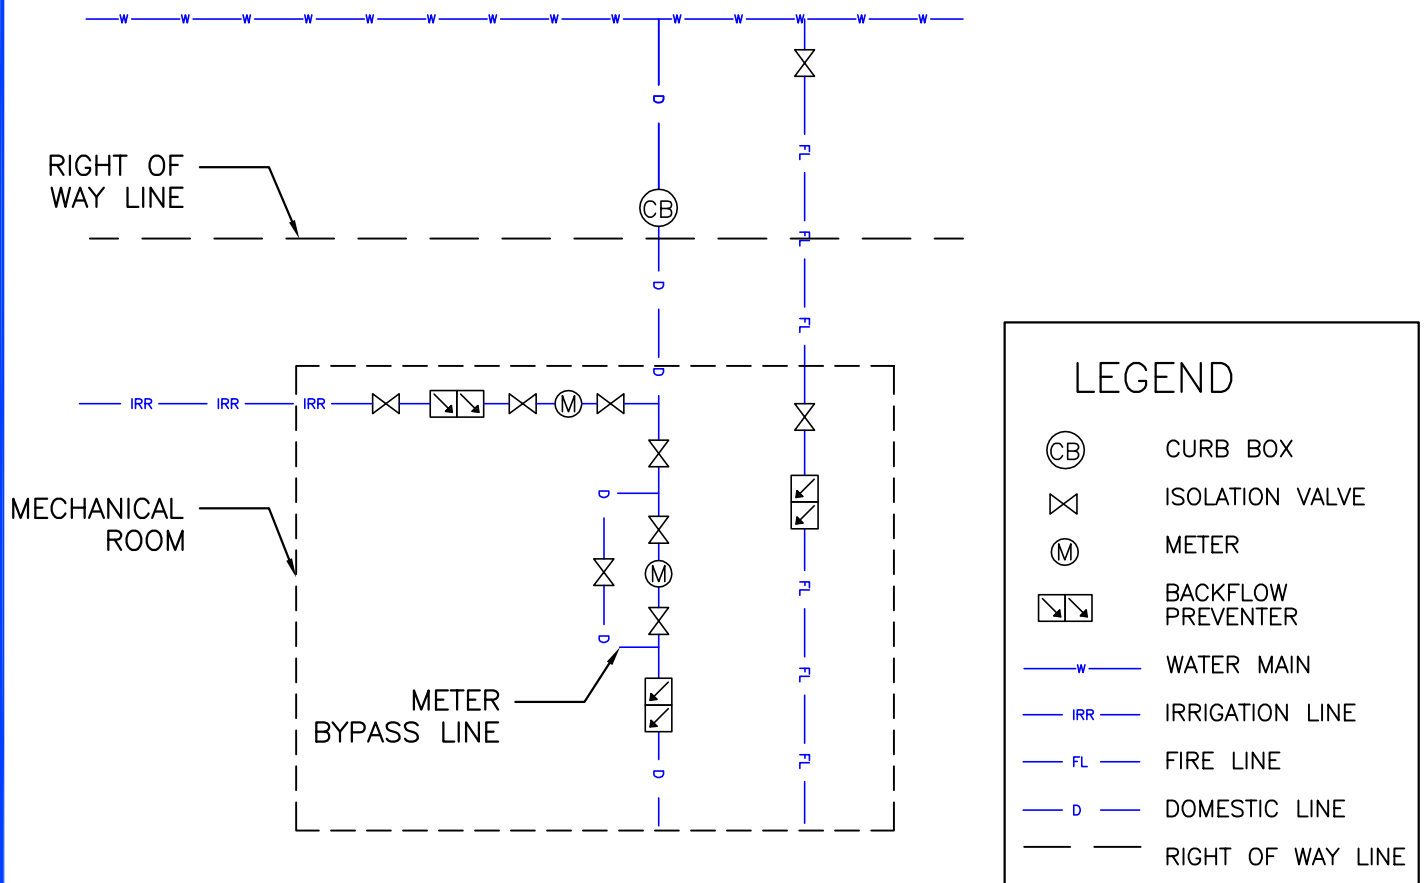 W W W W W W W W W W W W W W
D
FL
RIGHT OF
WAY LINE
CB
FL
D
FL
D
IRR IRR IRR
M
D
MECHANICAL
ROOM
M
FL
D
FL
METER
BYPASS LINE
FL
D
LEGEND
CB CURB BOX
ISOLATION VALVE
M METER
BACKFLOW
PREVENTER
W WATER MAIN
IRR IRRIGATION LINE
FL FIRE LINE
D DOMESTIC LINE
RIGHT OF WAY LINE